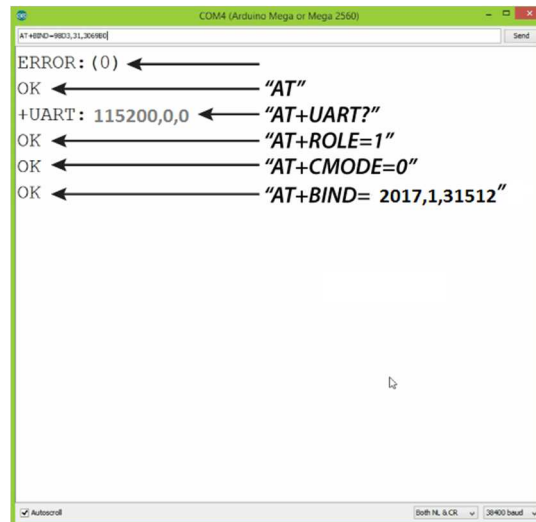 COM4 (Arduino Mega or Mega 2560)
AT+BIND=98D3,31,3069B0
Send
ERROR:(0)
OK "AT"
+UART: 115200,0,0 "AT+UART?"
OK "AT+ROLE=1"
OK "AT+CMODE=0"
OK "AT+BIND= 2017,1,31512"
Autoscroll Both NL & CR 38400 baud